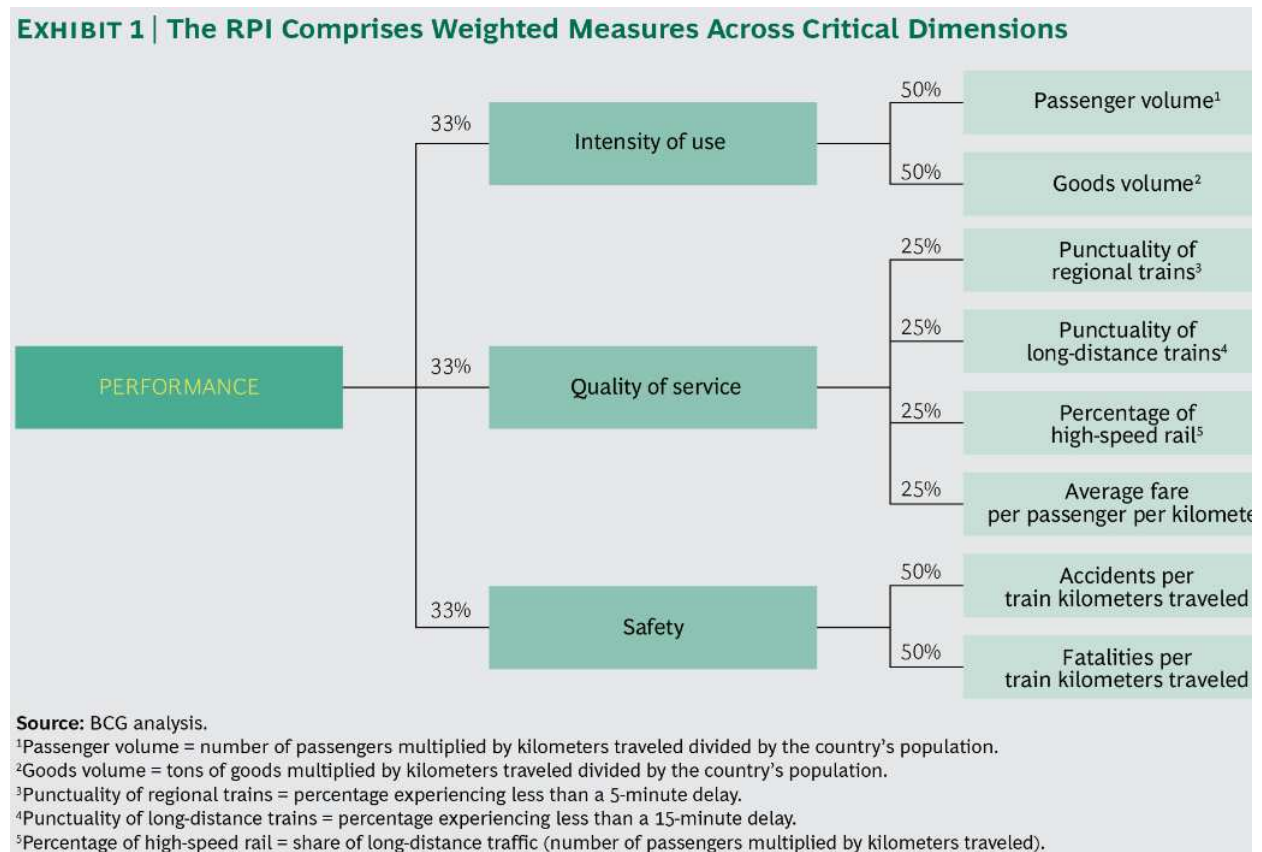 EXHIBIT 1 | The RPI Comprises Weighted Measures Across Critical Dimensions
PERFORMANCE
33%
Intensity of use
50%
Passenger volume¹
50%
Goods volume²
33%
Quality of service
25%
Punctuality of
regional trains³
25%
Punctuality of
long-distance trains⁴
25%
Percentage of
high-speed rail⁵
25%
Average fare
per passenger per kilomete
33%
Safety
50%
Accidents per
train kilometers traveled
50%
Fatalities per
train kilometers traveled
Source: BCG analysis.
¹Passenger volume = number of passengers multiplied by kilometers traveled divided by the country’s population.
²Goods volume = tons of goods multiplied by kilometers traveled divided by the country’s population.
³Punctuality of regional trains = percentage experiencing less than a 5-minute delay.
⁴Punctuality of long-distance trains = percentage experiencing less than a 15-minute delay.
⁵Percentage of high-speed rail = share of long-distance traffic (number of passengers multiplied by kilometers traveled).